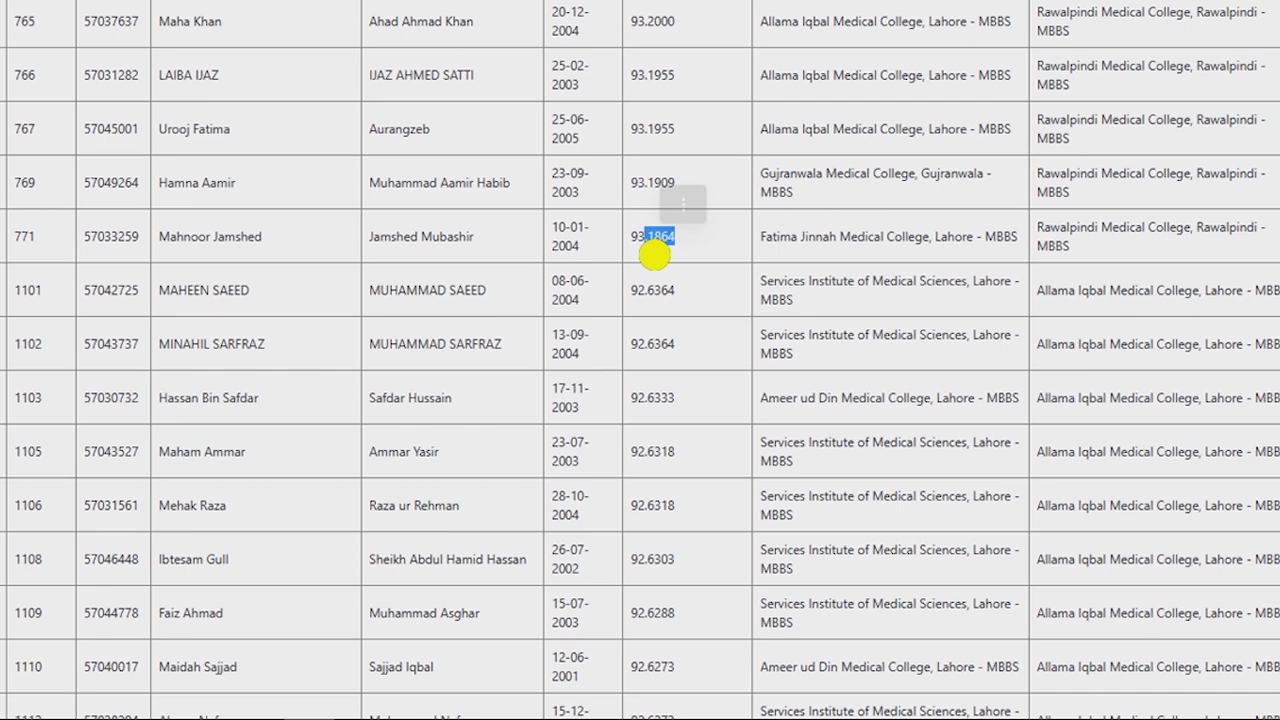 765 57037637 Maha Khan Ahad Ahmad Khan 20-12-2004 93.2000 Allama Iqbal Medical College, Lahore - MBBS Rawalpindi Medical College, Rawalpindi - MBBS
766 57031282 LAIBA IJAZ IJAZ AHMED SATTI 25-02-2003 93.1955 Allama Iqbal Medical College, Lahore - MBBS Rawalpindi Medical College, Rawalpindi - MBBS
767 57045001 Urooj Fatima Aurangzeb 25-06-2005 93.1955 Allama Iqbal Medical College, Lahore - MBBS Rawalpindi Medical College, Rawalpindi - MBBS
769 57049264 Hamna Aamir Muhammad Aamir Habib 23-09-2003 93.1909 Gujranwala Medical College, Gujranwala - MBBS Rawalpindi Medical College, Rawalpindi - MBBS
771 57033259 Mahnoor Jamshed Jamshed Mubashir 10-01-2004 93.1864 Fatima Jinnah Medical College, Lahore - MBBS Rawalpindi Medical College, Rawalpindi - MBBS
1101 57042725 MAHEEN SAEED MUHAMMAD SAEED 08-06-2004 92.6364 Services Institute of Medical Sciences, Lahore - MBBS Allama Iqbal Medical College, Lahore - MBB
1102 57043737 MINAHIL SARFRAZ MUHAMMAD SARFRAZ 13-09-2004 92.6364 Services Institute of Medical Sciences, Lahore - MBBS Allama Iqbal Medical College, Lahore - MBB
1103 57030732 Hassan Bin Safdar Safdar Hussain 17-11-2003 92.6333 Ameer ud Din Medical College, Lahore - MBBS Allama Iqbal Medical College, Lahore - MBB
1105 57043527 Maham Ammar Ammar Yasir 23-07-2003 92.6318 Services Institute of Medical Sciences, Lahore - MBBS Allama Iqbal Medical College, Lahore - MBB
1106 57031561 Mehak Raza Raza ur Rehman 28-10-2004 92.6318 Services Institute of Medical Sciences, Lahore - MBBS Allama Iqbal Medical College, Lahore - MBB
1108 57046448 Ibtesam Gull Sheikh Abdul Hamid Hassan 26-07-2002 92.6303 Services Institute of Medical Sciences, Lahore - MBBS Allama Iqbal Medical College, Lahore - MBB
1109 57044778 Faiz Ahmad Muhammad Asghar 15-07-2003 92.6288 Services Institute of Medical Sciences, Lahore - MBBS Allama Iqbal Medical College, Lahore - MBB
1110 57040017 Maidah Sajjad Sajjad Iqbal 12-06-2001 92.6273 Ameer ud Din Medical College, Lahore - MBBS Allama Iqbal Medical College, Lahore - MBB
15-12- Services Institute of Medical Sciences, Lahore -